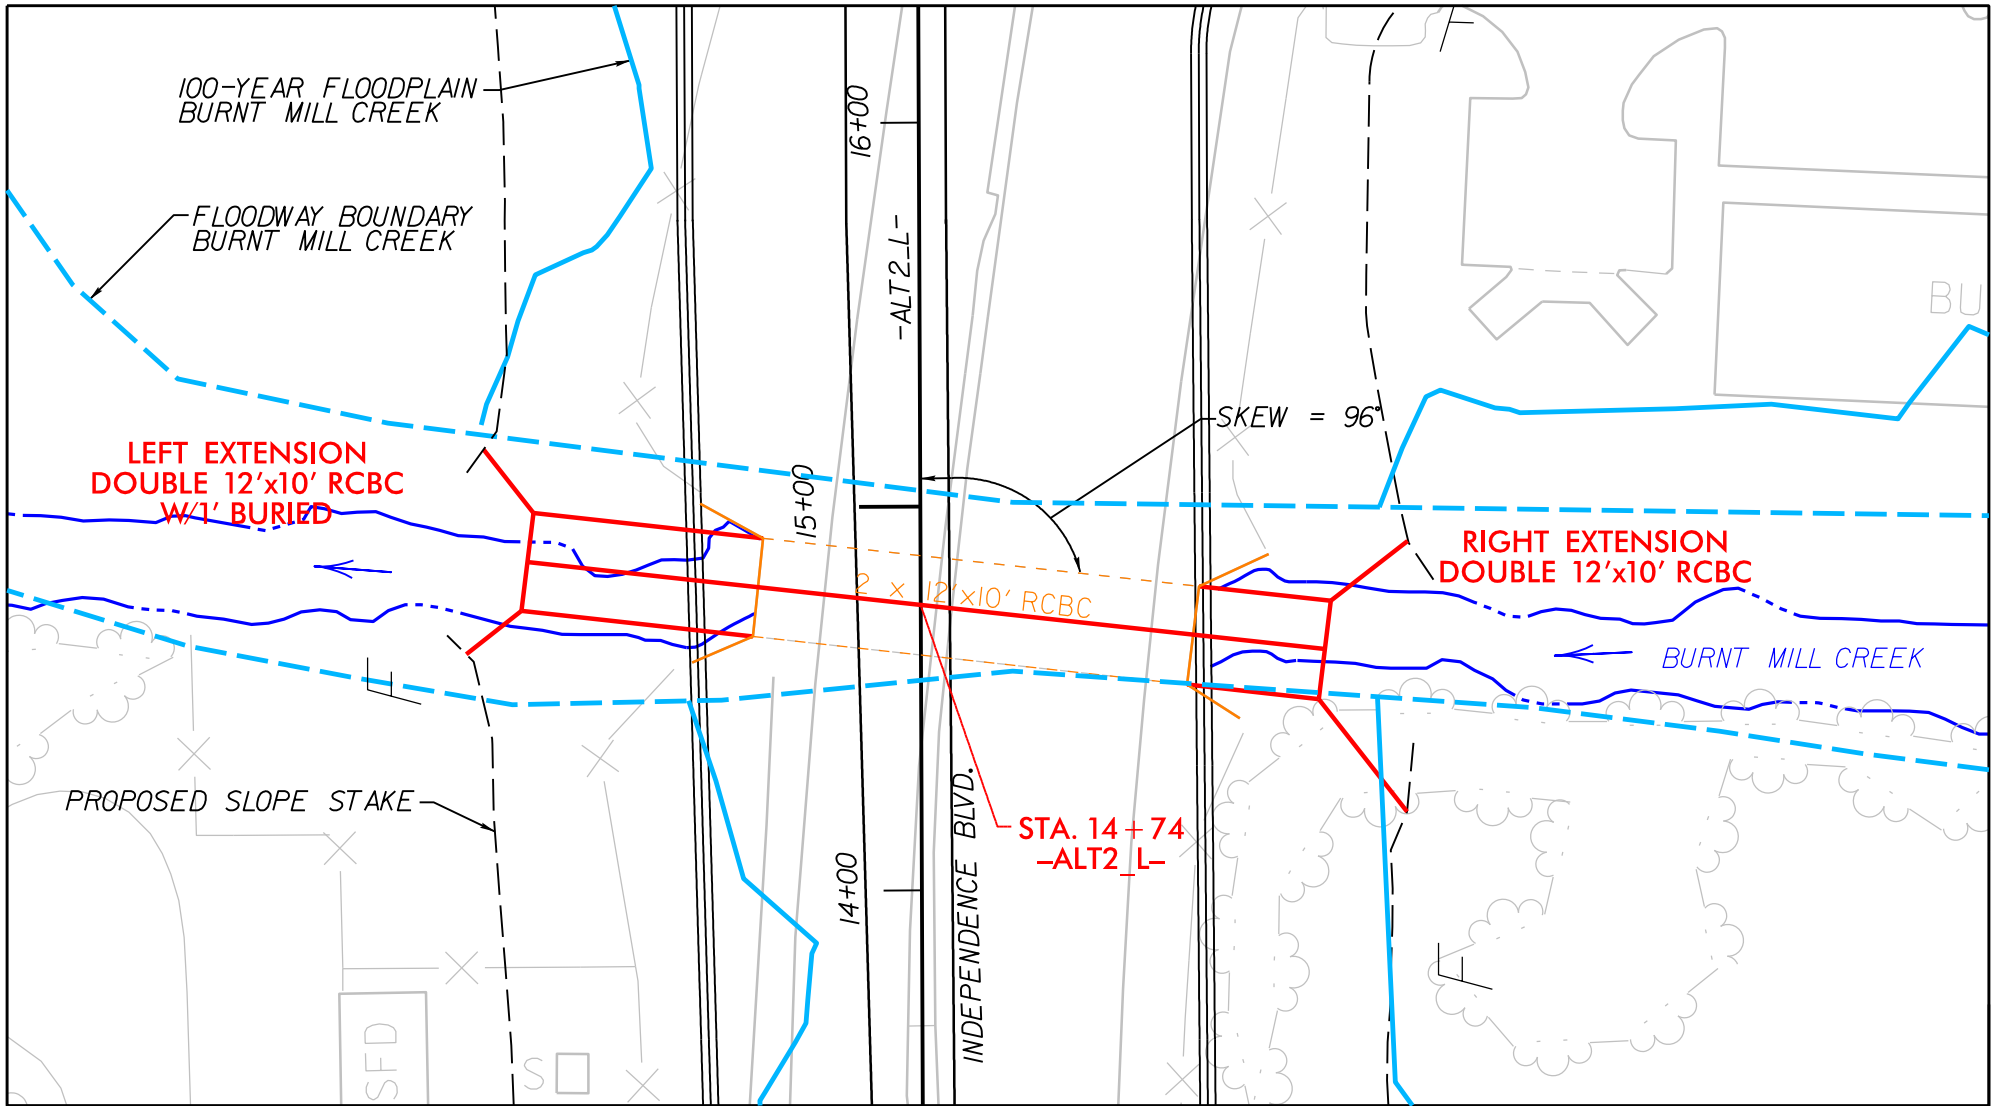 100-YEAR FLOODPLAIN
BURNT MILL CREEK
16+00
FLOODWAY BOUNDARY
BURNT MILL CREEK
-ALT2_L-
BU
SKEW = 96°
LEFT EXTENSION
DOUBLE 12'x10' RCBC
W/1' BURIED
15+00
RIGHT EXTENSION
DOUBLE 12'x10' RCBC
2 x 12'x10' RCBC
BURNT MILL CREEK
PROPOSED SLOPE STAKE
STA. 14+74
-ALT2_L-
14+00
INDEPENDENCE BLVD.
SFD
S